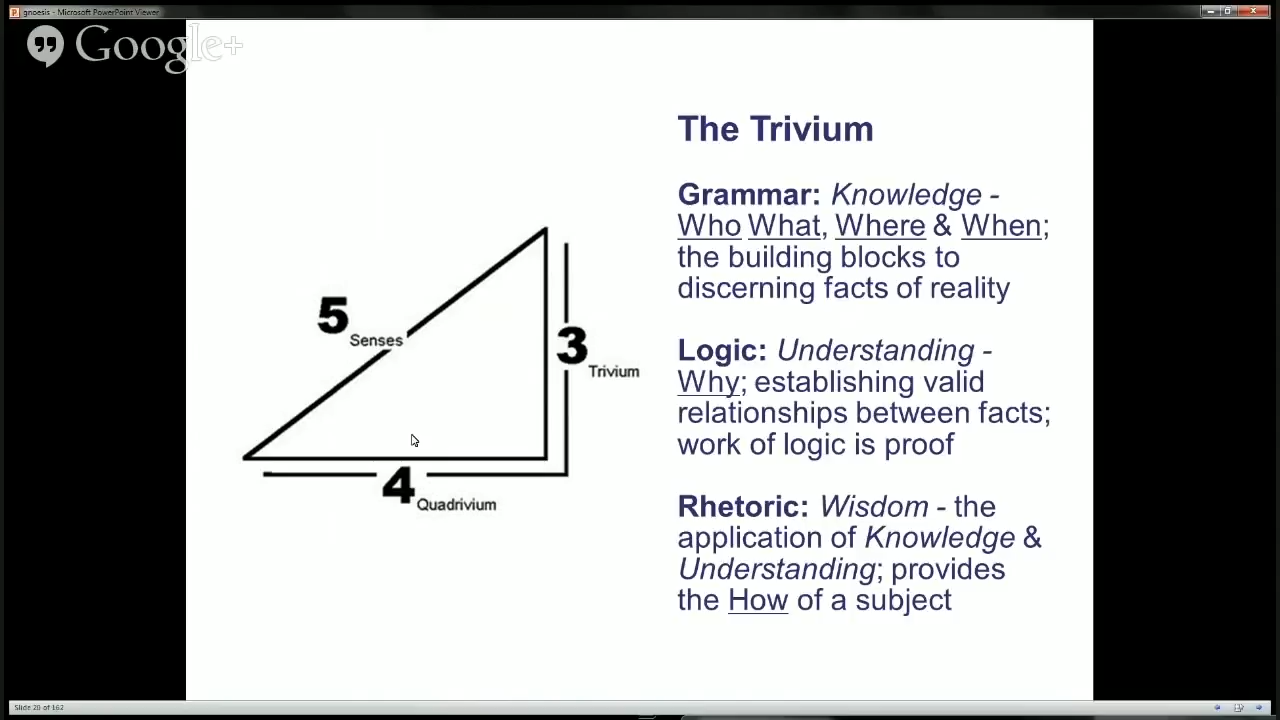 gnoesis - Microsoft PowerPoint Viewer
Google+
The Trivium
Grammar: Knowledge -
Who What, Where & When;
the building blocks to
discerning facts of reality
Logic: Understanding -
Why; establishing valid
relationships between facts;
work of logic is proof
Rhetoric: Wisdom - the
application of Knowledge &
Understanding; provides
the How of a subject
5
Senses
3
Trivium
4
Quadrivium
Slide 20 of 162